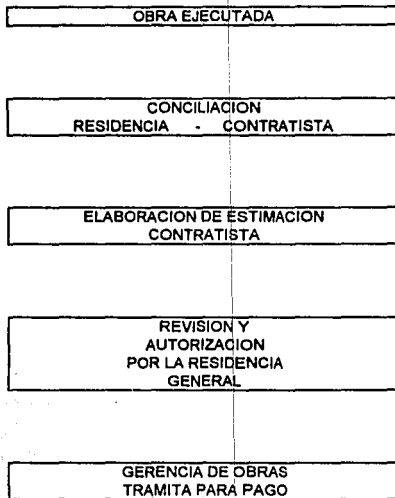 OBRA EJECUTADA
CONCILIACION
RESIDENCIA - CONTRATISTA
ELABORACION DE ESTIMACION
CONTRATISTA
REVISION Y
AUTORIZACION
POR LA RESIDENCIA
GENERAL
GERENCIA DE OBRAS
TRAMITA PARA PAGO